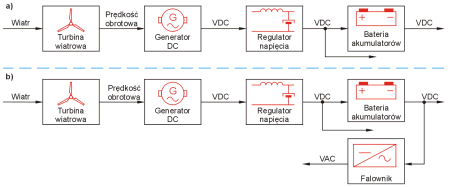 a)
Wiatr
Turbina
wiatrowa
Prędkość
obrotowa
G
Generator
DC
VDC
Regulator
napięcia
VDC
+ -
Bateria
akumulatorów
VDC
b)
Wiatr
Turbina
wiatrowa
Prędkość
obrotowa
G
Generator
DC
VDC
Regulator
napięcia
VDC
+ -
Bateria
akumulatorów
VDC
VAC
Falownik